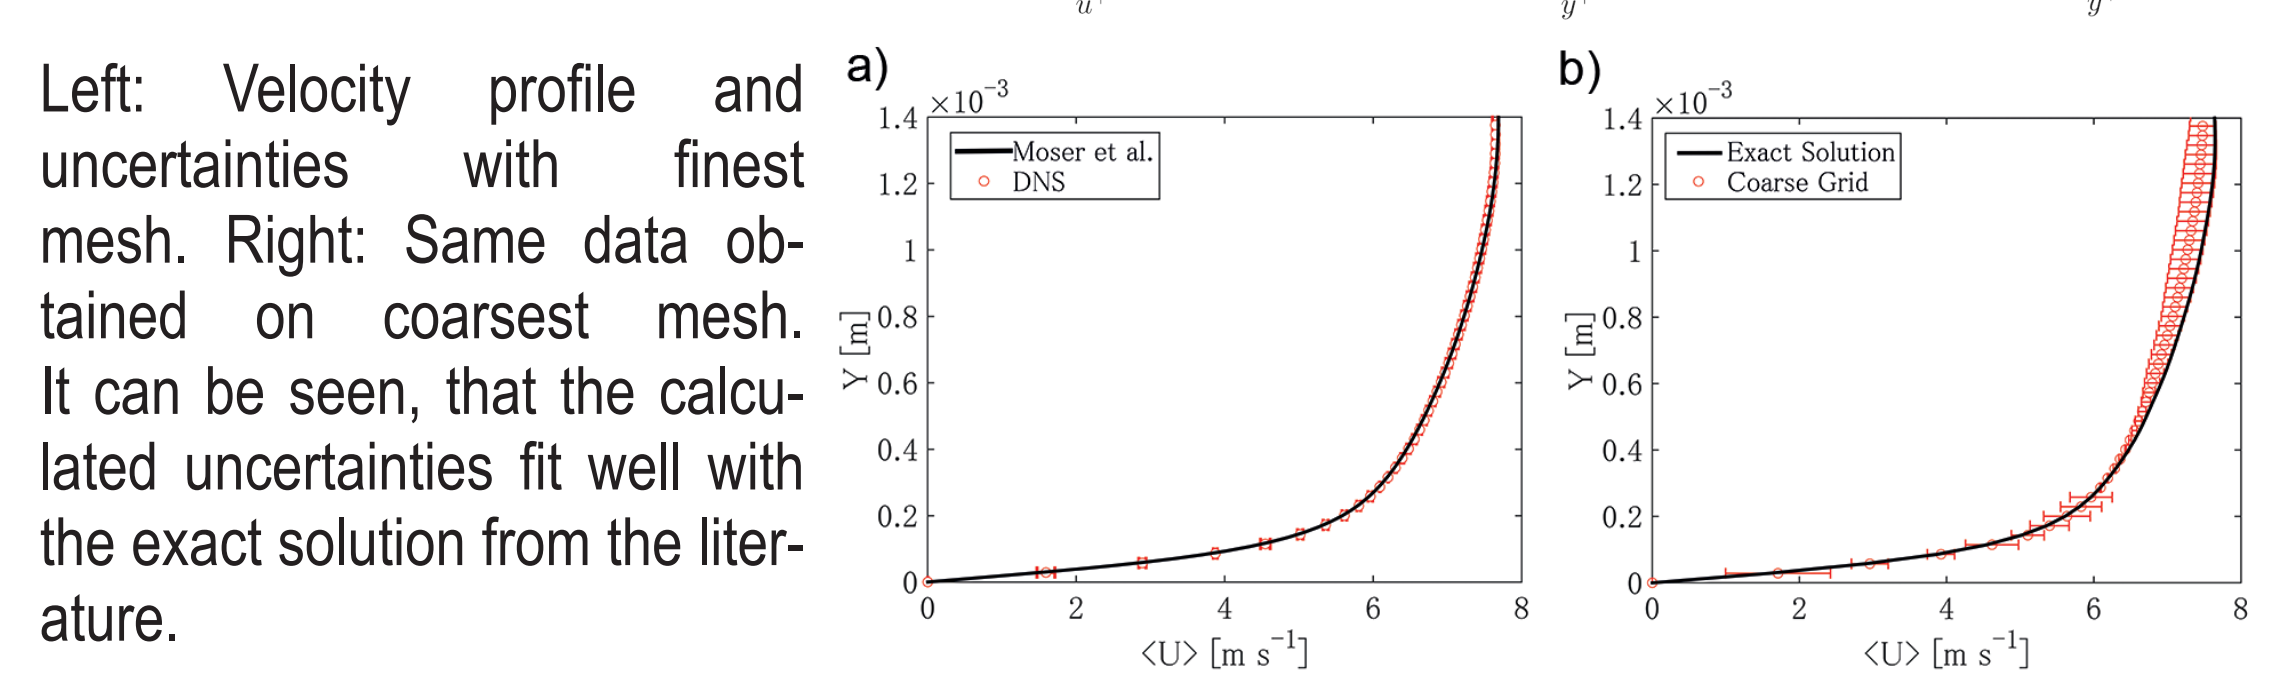 u⁺
y⁺
y⁺
Left: Velocity profile and
uncertainties with finest
mesh. Right: Same data ob-
tained on coarsest mesh.
It can be seen, that the calcu-
lated uncertainties fit well with
the exact solution from the liter-
ature.
a)
×10⁻³
1.4
1.2
1
0.8
0.6
0.4
0.2
0
Y [m]
Moser et al.
DNS
0 2 4 6 8
<U> [m s⁻¹]
b)
×10⁻³
1.4
1.2
1
0.8
0.6
0.4
0.2
0
Y [m]
Exact Solution
Coarse Grid
0 2 4 6 8
<U> [m s⁻¹]